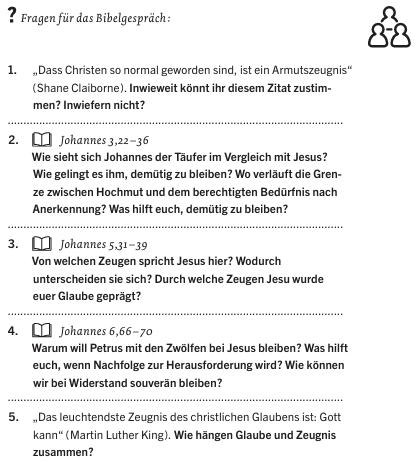 ? Fragen für das Bibelgespräch:
1. „Dass Christen so normal geworden sind, ist ein Armutszeugnis“
(Shane Claiborne). Inwieweit könnt ihr diesem Zitat zustim-
men? Inwiefern nicht?
2. Johannes 3,22–36
Wie sieht sich Johannes der Täufer im Vergleich mit Jesus?
Wie gelingt es ihm, demütig zu bleiben? Wo verläuft die Gren-
ze zwischen Hochmut und dem berechtigten Bedürfnis nach
Anerkennung? Was hilft euch, demütig zu bleiben?
3. Johannes 5,31–39
Von welchen Zeugen spricht Jesus hier? Wodurch
unterscheiden sie sich? Durch welche Zeugen Jesu wurde
euer Glaube geprägt?
4. Johannes 6,66–70
Warum will Petrus mit den Zwölfen bei Jesus bleiben? Was hilft
euch, wenn Nachfolge zur Herausforderung wird? Wie können
wir bei Widerstand souverän bleiben?
5. „Das leuchtendste Zeugnis des christlichen Glaubens ist: Gott
kann“ (Martin Luther King). Wie hängen Glaube und Zeugnis
zusammen?